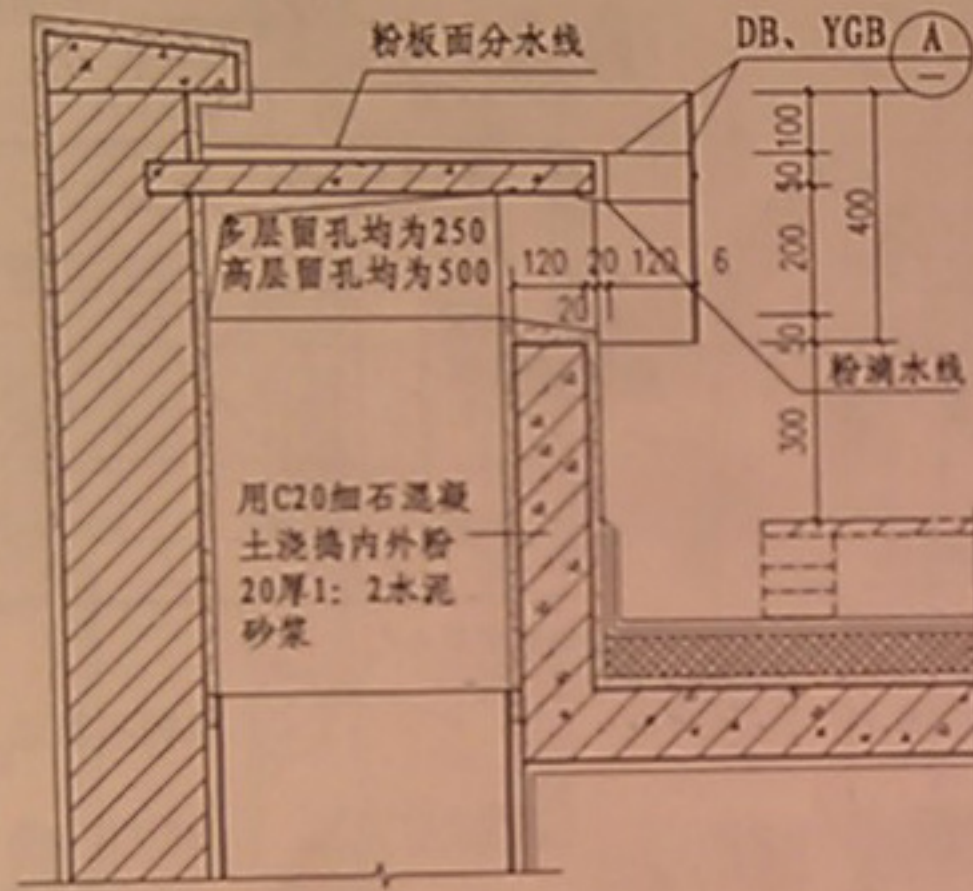 粉板面分水线
DB、YGB
A
100
50
200
400
多层留孔均为250
高层留孔均为500
120 20 120 6
20 1
50
粉滴水线
300
用C20细石混凝
土浇捣内外粉
20厚1：2水泥
砂浆